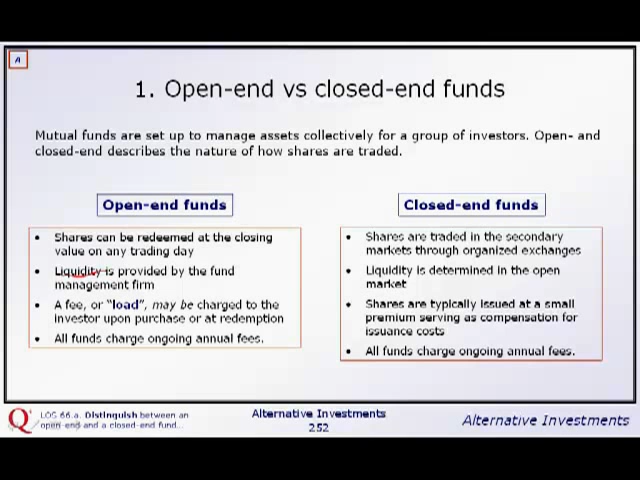 A
1. Open-end vs closed-end funds
Mutual funds are set up to manage assets collectively for a group of investors. Open- and
closed-end describes the nature of how shares are traded.
Open-end funds
• Shares can be redeemed at the closing
value on any trading day
• Liquidity is provided by the fund
management firm
• A fee, or “load”, may be charged to the
investor upon purchase or at redemption
• All funds charge ongoing annual fees.
Closed-end funds
• Shares are traded in the secondary
markets through organized exchanges
• Liquidity is determined in the open
market
• Shares are typically issued at a small
premium serving as compensation for
issuance costs
• All funds charge ongoing annual fees.
Q
LOS 66.a. Distinguish between an
open-end and a closed-end fund...
Alternative Investments
252
Alternative Investments